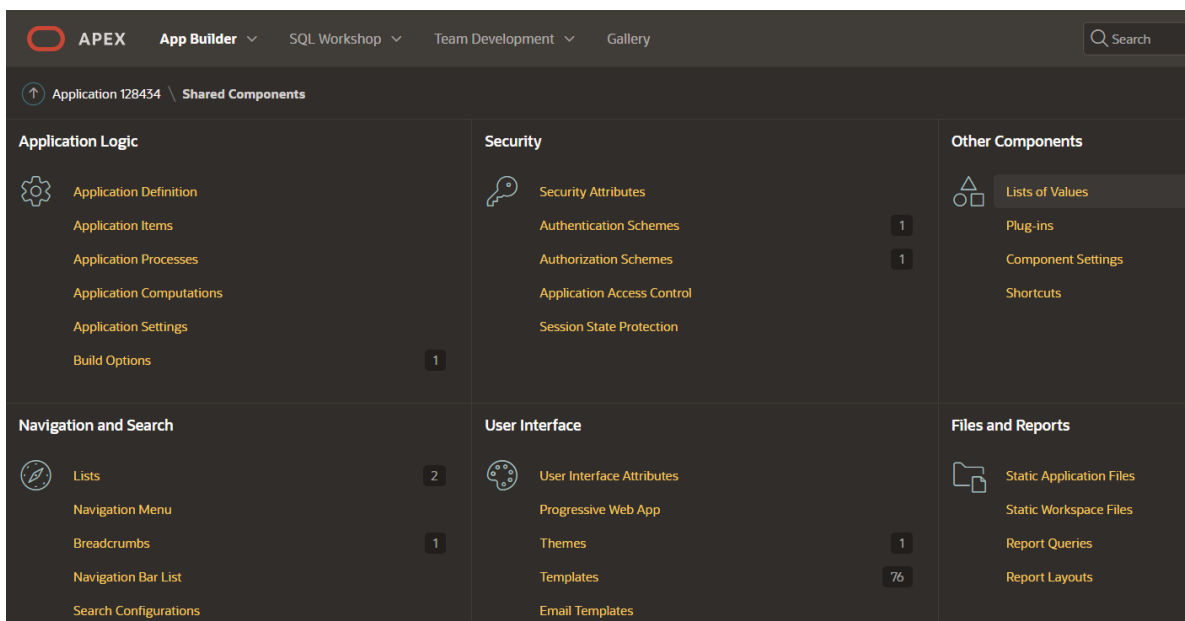 APEX App Builder SQL Workshop Team Development Gallery Search
Application 128434 \ Shared Components
Application Logic
Application Definition
Application Items
Application Processes
Application Computations
Application Settings
Build Options 1
Security
Security Attributes
Authentication Schemes 1
Authorization Schemes 1
Application Access Control
Session State Protection
Other Components
Lists of Values
Plug-ins
Component Settings
Shortcuts
Navigation and Search
Lists 2
Navigation Menu
Breadcrumbs 1
Navigation Bar List
Search Configurations
User Interface
User Interface Attributes
Progressive Web App
Themes 1
Templates 76
Email Templates
Files and Reports
Static Application Files
Static Workspace Files
Report Queries
Report Layouts